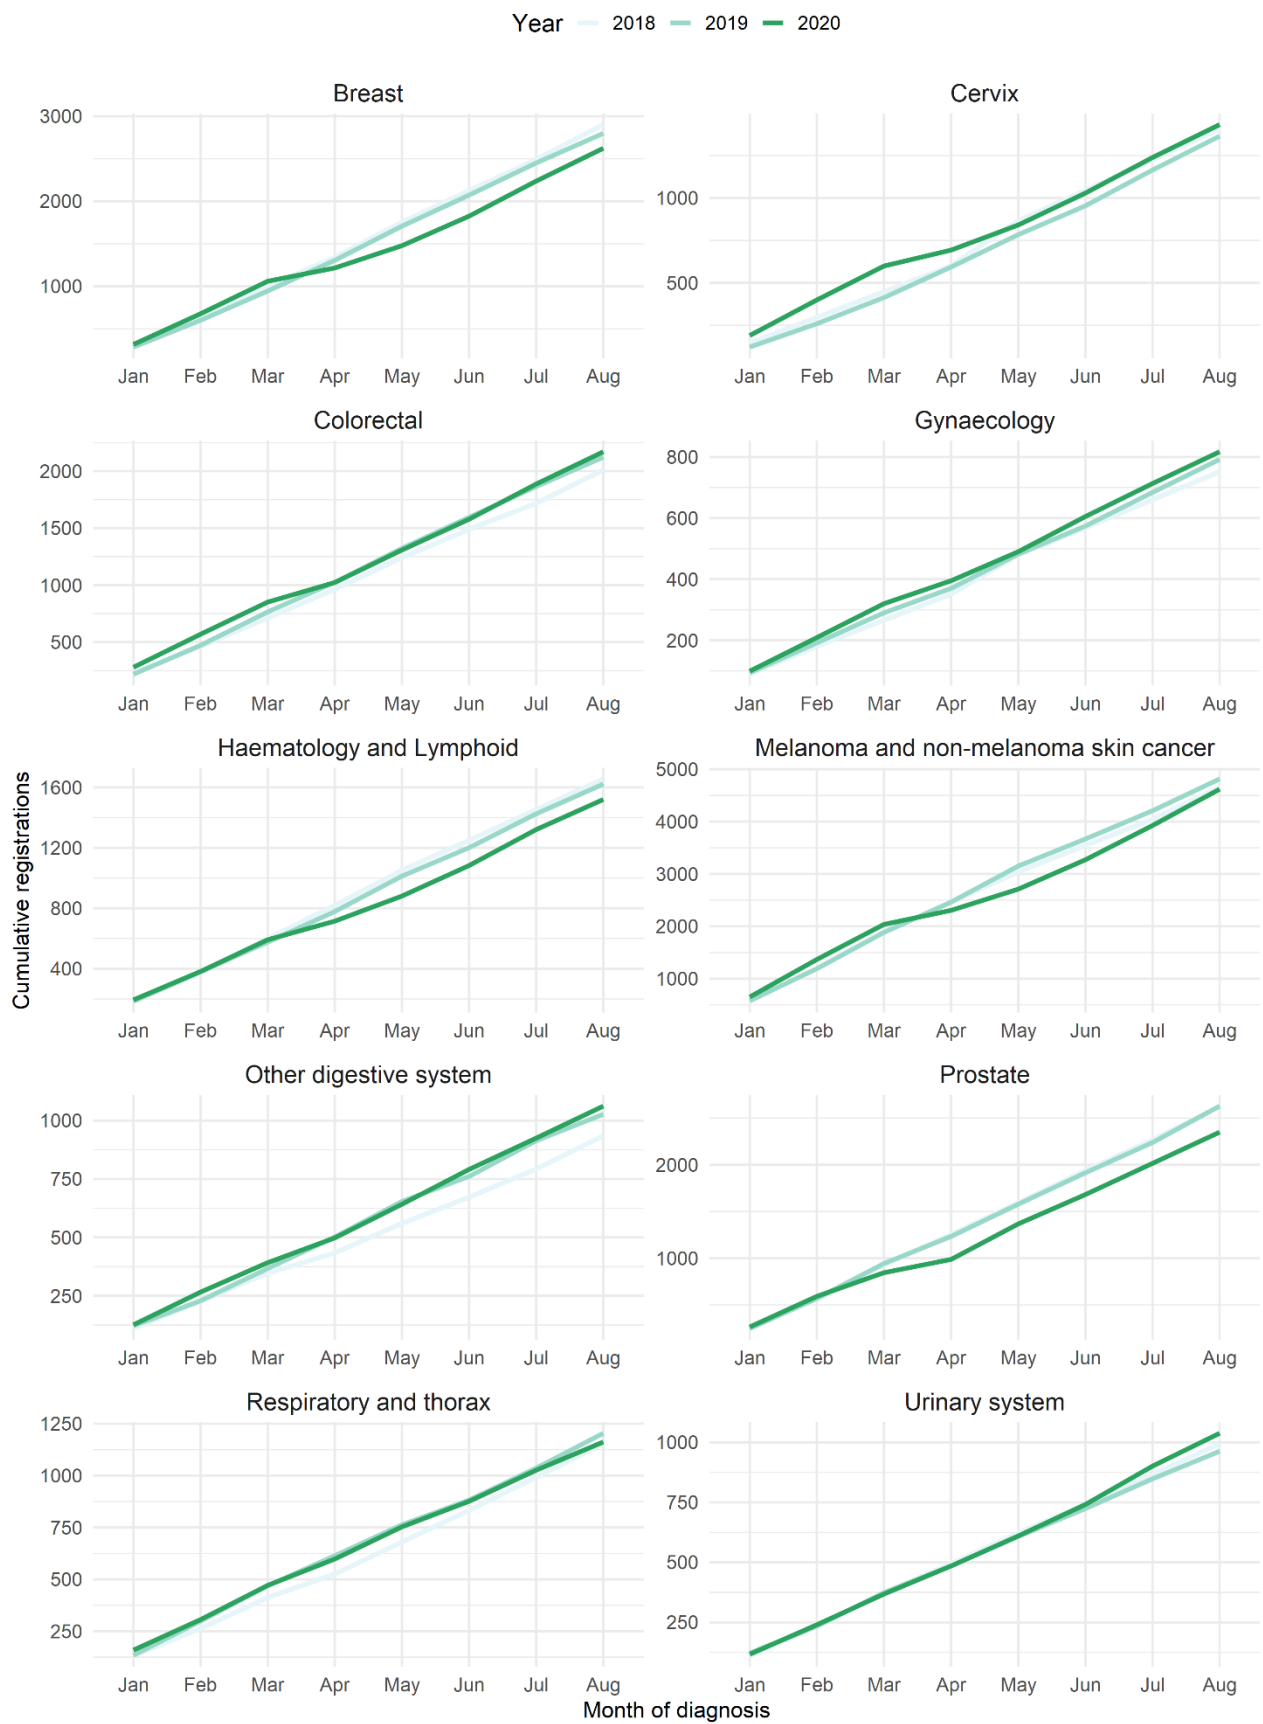 Year 2018 2019 2020
Breast
3000
2000
1000
Jan Feb Mar Apr May Jun Jul Aug
Cervix
1000
500
Jan Feb Mar Apr May Jun Jul Aug
Colorectal
2000
1500
1000
500
Jan Feb Mar Apr May Jun Jul Aug
Gynaecology
800
600
400
200
Jan Feb Mar Apr May Jun Jul Aug
Haematology and Lymphoid
1600
1200
800
400
Jan Feb Mar Apr May Jun Jul Aug
Melanoma and non-melanoma skin cancer
5000
4000
3000
2000
1000
Jan Feb Mar Apr May Jun Jul Aug
Cumulative registrations
Other digestive system
1000
750
500
250
Jan Feb Mar Apr May Jun Jul Aug
Prostate
2000
1000
Jan Feb Mar Apr May Jun Jul Aug
Respiratory and thorax
1250
1000
750
500
250
Jan Feb Mar Apr May Jun Jul Aug
Urinary system
1000
750
500
250
Jan Feb Mar Apr May Jun Jul Aug
Month of diagnosis